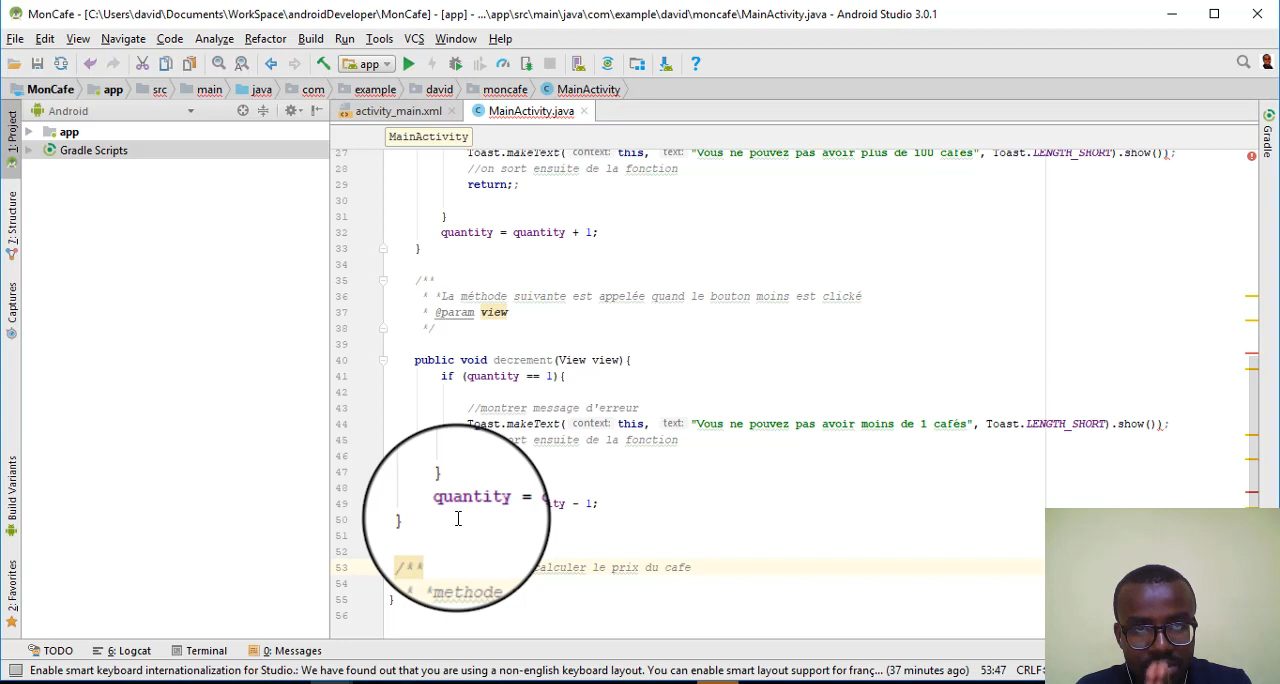 MonCafe - [C:\Users\david\Documents\WorkSpace\androidDeveloper\MonCafe] - [app] - ...\app\src\main\java\com\example\david\moncafe\MainActivity.java - Android Studio 3.0.1
File Edit View Navigate Code Analyze Refactor Build Run Tools VCS Window Help
app
MonCafe app src main java com example david moncafe MainActivity
1: Project
7: Structure
Captures
Build Variants
2: Favorites
Android
app
Gradle Scripts
activity_main.xml MainActivity.java
MainActivity
Gradle
27 Toast.makeText( context: this, text: "Vous ne pouvez pas avoir plus de 100 cafés", Toast.LENGTH_SHORT).show());
28 //on sort ensuite de la fonction
29 return;;
30
31 }
32 quantity = quantity + 1;
33 }
34
35 /**
36 * *La méthode suivante est appelée quand le bouton moins est clické
37 * @param view
38 */
39
40 public void decrement(View view){
41 if (quantity == 1){
42
43 //montrer message d'erreur
44 Toast.makeText( context: this, text: "Vous ne pouvez pas avoir moins de 1 cafés", Toast.LENGTH_SHORT).show());
45 sort ensuite de la fonction
46
47 }
48
49 quantity = ity - 1;
50 }
51
52
53 /** calculer le prix du cafe
54 * *methode
55 }
56
TODO 6: Logcat Terminal 0: Messages
Enable smart keyboard internationalization for Studio.: We have found out that you are using a non-english keyboard layout. You can enable smart layout support for franç... (37 minutes ago) 53:47 CRLF